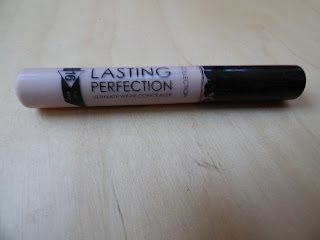 LASTING
PERFECTION
ULTIMATE WEAR CONCEALER